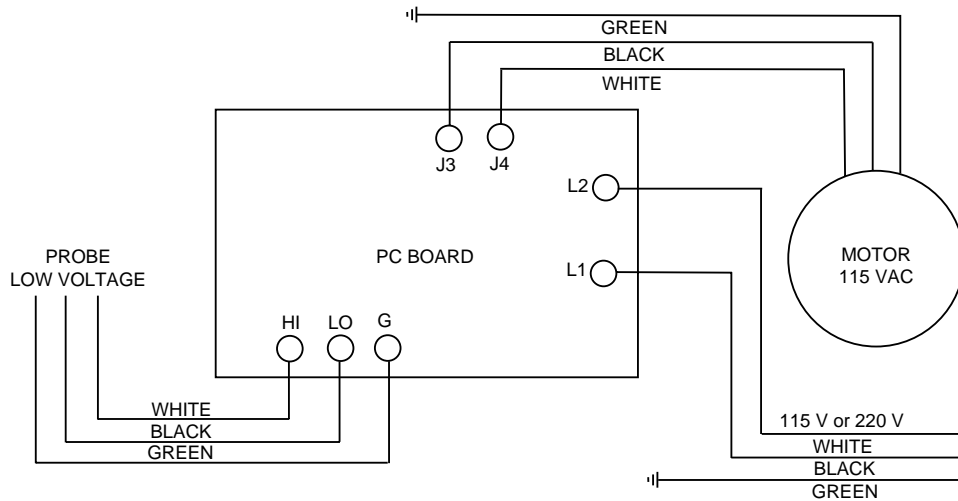 GREEN
BLACK
WHITE
J3
J4
L2
PROBE
LOW VOLTAGE
PC BOARD
MOTOR
115 VAC
L1
HI
LO
G
WHITE
BLACK
GREEN
115 V or 220 V
WHITE
BLACK
GREEN